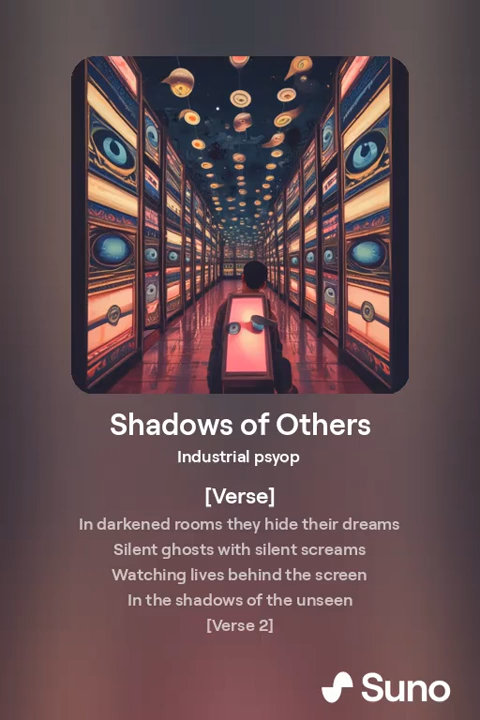 Shadows of Others
Industrial psyop
[Verse]
In darkened rooms they hide their dreams
Silent ghosts with silent screams
Watching lives behind the screen
In the shadows of the unseen
[Verse 2]
Suno